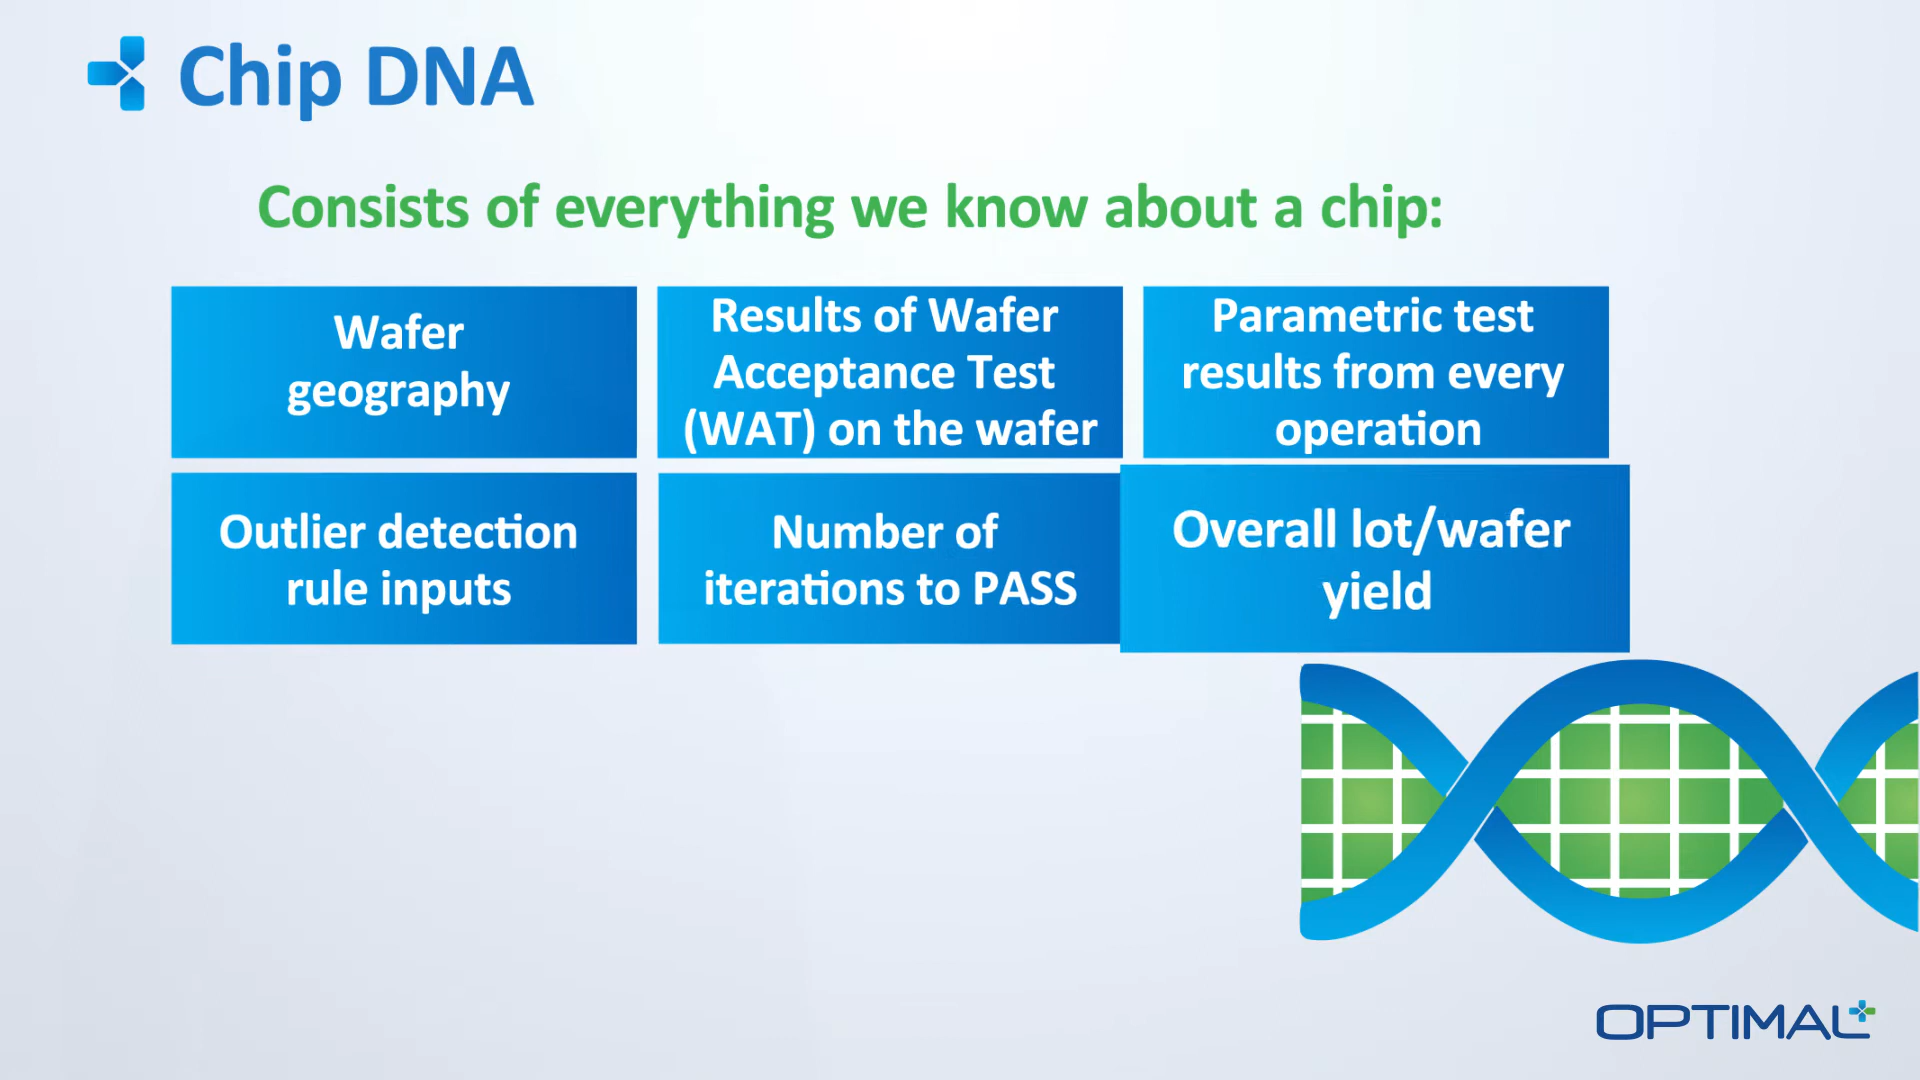 Chip DNA
Consists of everything we know about a chip:
Wafer
geography
Results of Wafer
Acceptance Test
(WAT) on the wafer
Parametric test
results from every
operation
Outlier detection
rule inputs
Number of
iterations to PASS
Overall lot/wafer
yield
OPTIMAL+